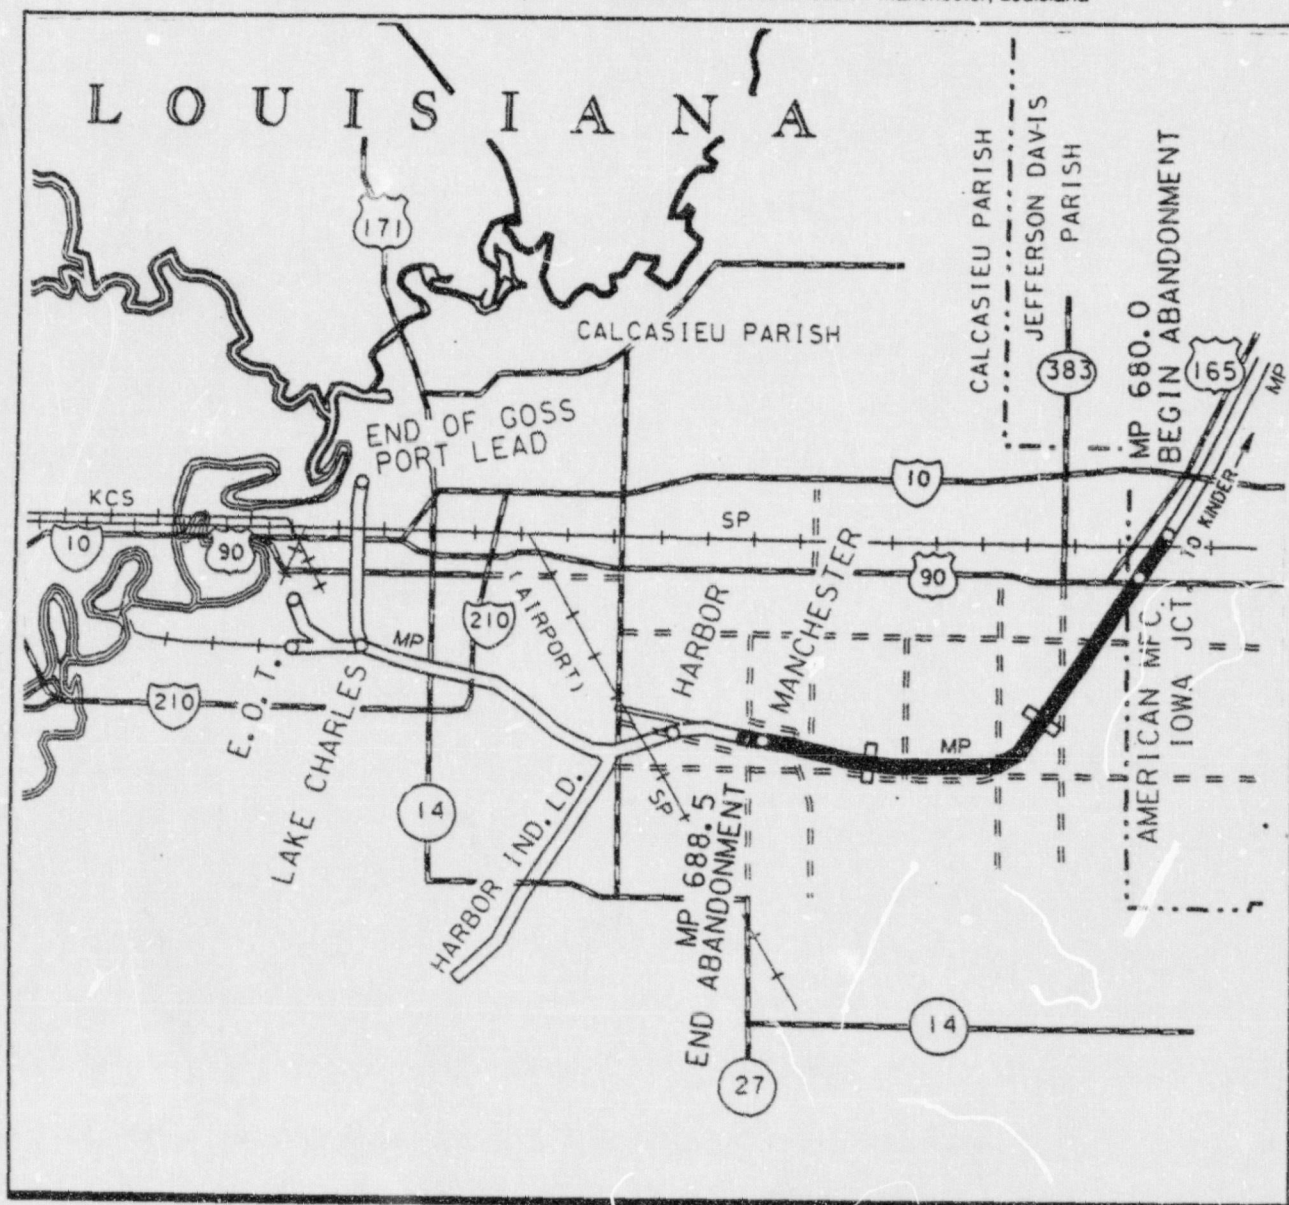 LOUISIANA
171
CALCASIEU PARISH
CALCASIEU PARISH
JEFFERSON DAVIS
PARISH
383
MP 680.0
BEGIN ABANDONMENT
165
MP
END OF GOSS
PORT LEAD
KCS
10
90
SP
10
90
TO KINDER
MP
210
(AIRPORT)
HARBOR
MANCHESTER
210
E.O.T.
LAKE CHARLES
14
HARBOR IND. LD.
SP
MP
AMERICAN MFC.
IOWA JCT.
MP 688.5
END ABANDONMENT
14
27